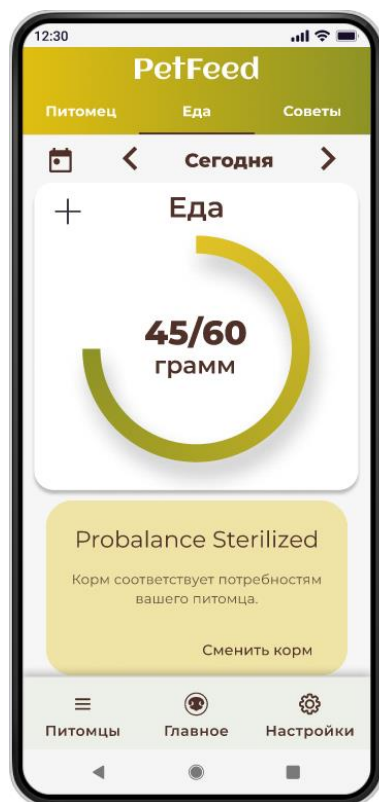 12:30
PetFeed
Питомец Еда Советы
Сегодня
Еда
45/60
грамм
Probalance Sterilized
Корм соответствует потребностям
вашего питомца.
Сменить корм
Питомцы Главное Настройки